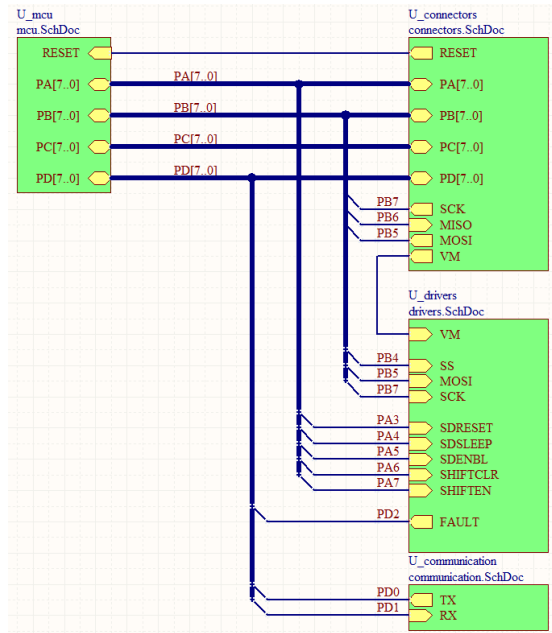 U_mcu
mcu.SchDoc
RESET
PA[7..0]
PB[7..0]
PC[7..0]
PD[7..0]
PA[7..0]
PB[7..0]
PC[7..0]
PD[7..0]
U_connectors
connectors.SchDoc
RESET
PA[7..0]
PB[7..0]
PC[7..0]
PD[7..0]
PB7 SCK
PB6 MISO
PB5 MOSI
VM
U_drivers
drivers.SchDoc
VM
PB4 SS
PB5 MOSI
PB7 SCK
PA3 SDRESET
PA4 SDSLEEP
PA5 SDENBL
PA6 SHIFTCLR
PA7 SHIFTEN
PD2 FAULT
U_communication
communication.SchDoc
PD0 TX
PD1 RX